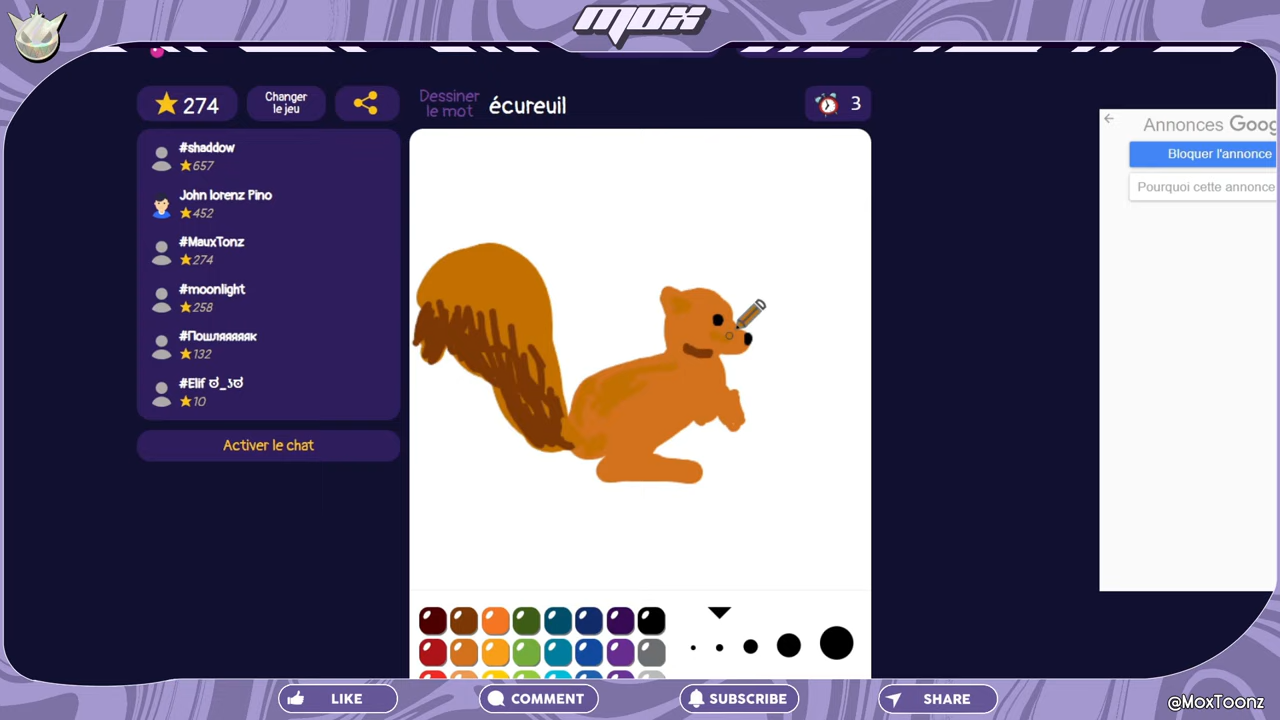 MOX
274
Changer
le jeu
Dessiner
le mot
écureuil
3
#shaddow
657
John lorenz Pino
452
#MauxTonz
274
#moonlight
258
#Пошляяяяяк
132
#Elif ಠ_ʖಠ
10
Activer le chat
Annonces Goog
Bloquer l'annonce
Pourquoi cette annonce
LIKE
COMMENT
SUBSCRIBE
SHARE
@MoxToonz